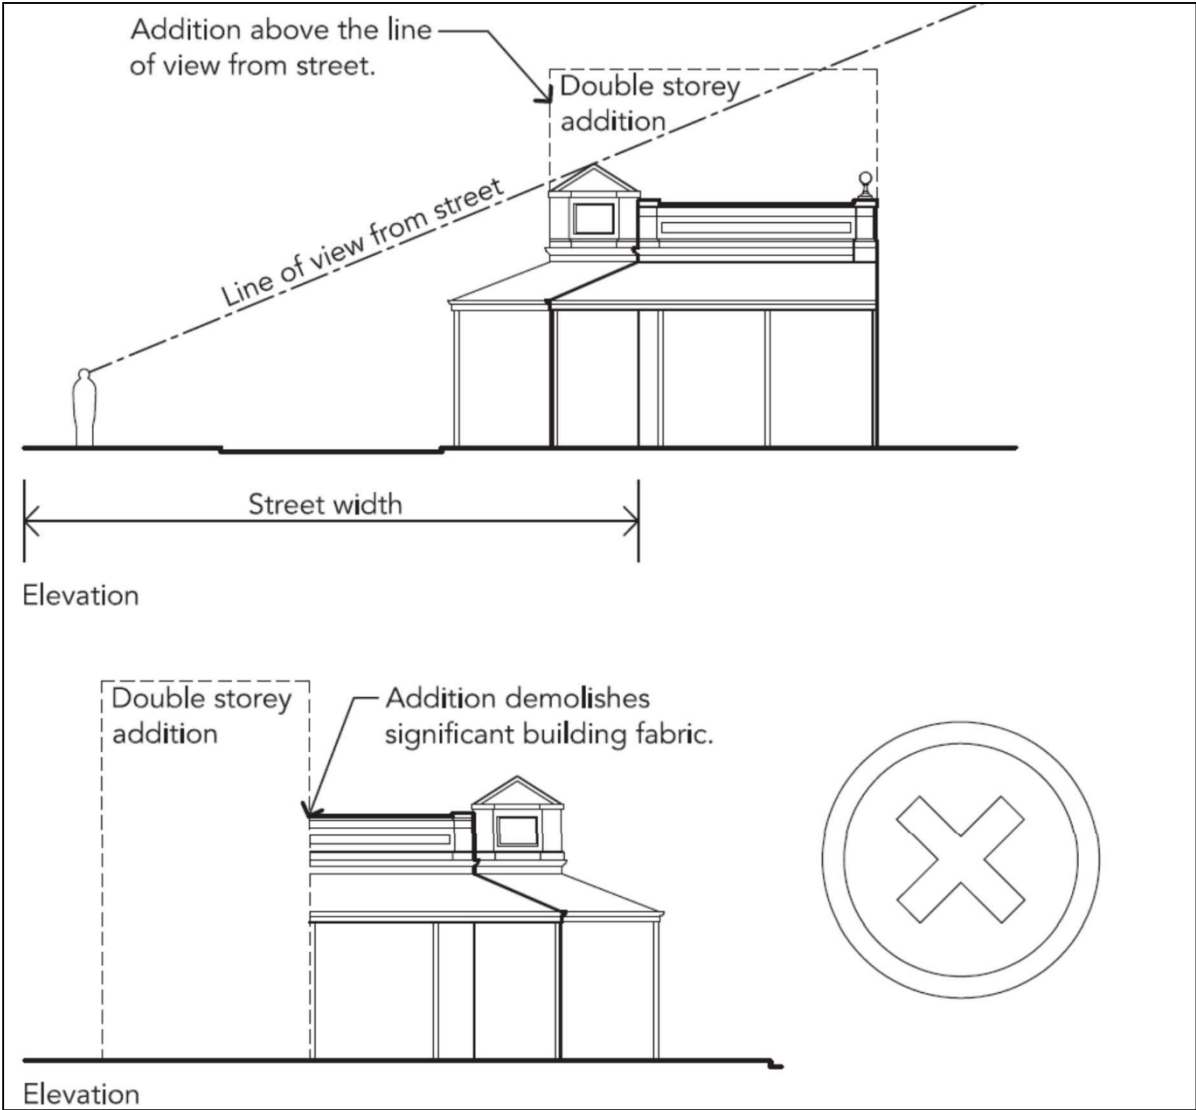 Addition above the line
of view from street.
Double storey
addition
Line of view from street
Street width
Elevation
Double storey
addition
Addition demolishes
significant building fabric.
Elevation